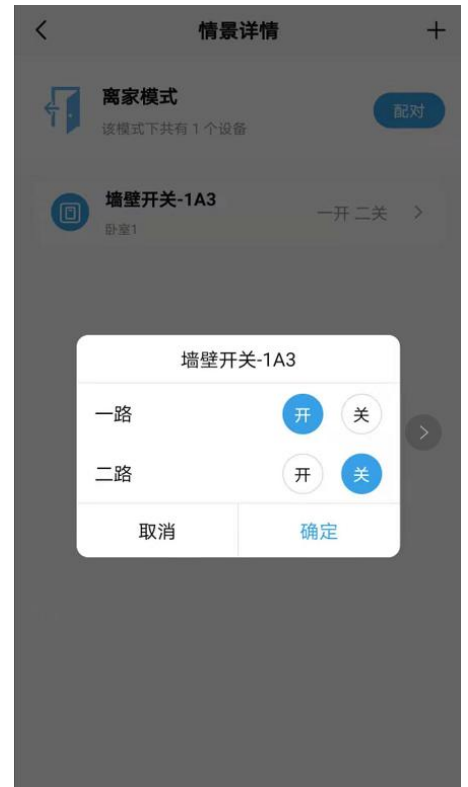 情景详情
离家模式
该模式下共有 1 个设备
配对
墙壁开关-1A3
卧室1
一开 二关
墙壁开关-1A3
一路 开 关
二路 开 关
取消 确定